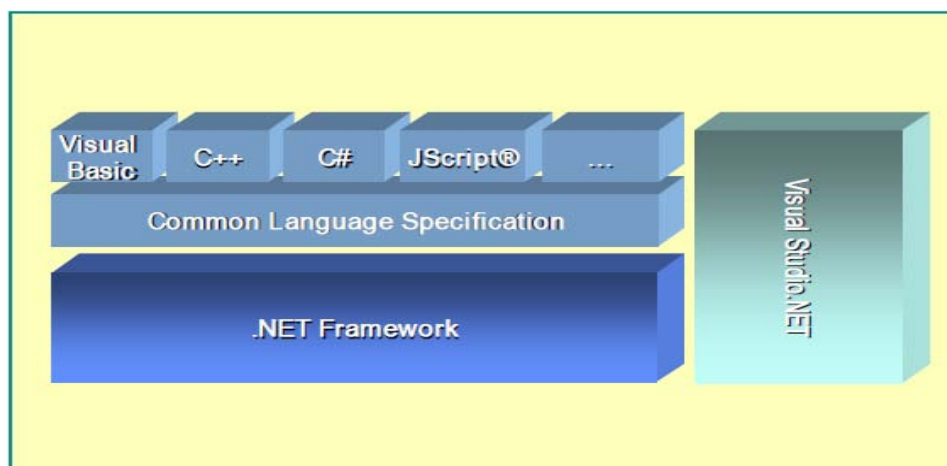 Visual
Basic
C++
C#
JScript®
...
Common Language Specification
.NET Framework
Visual Studio.NET